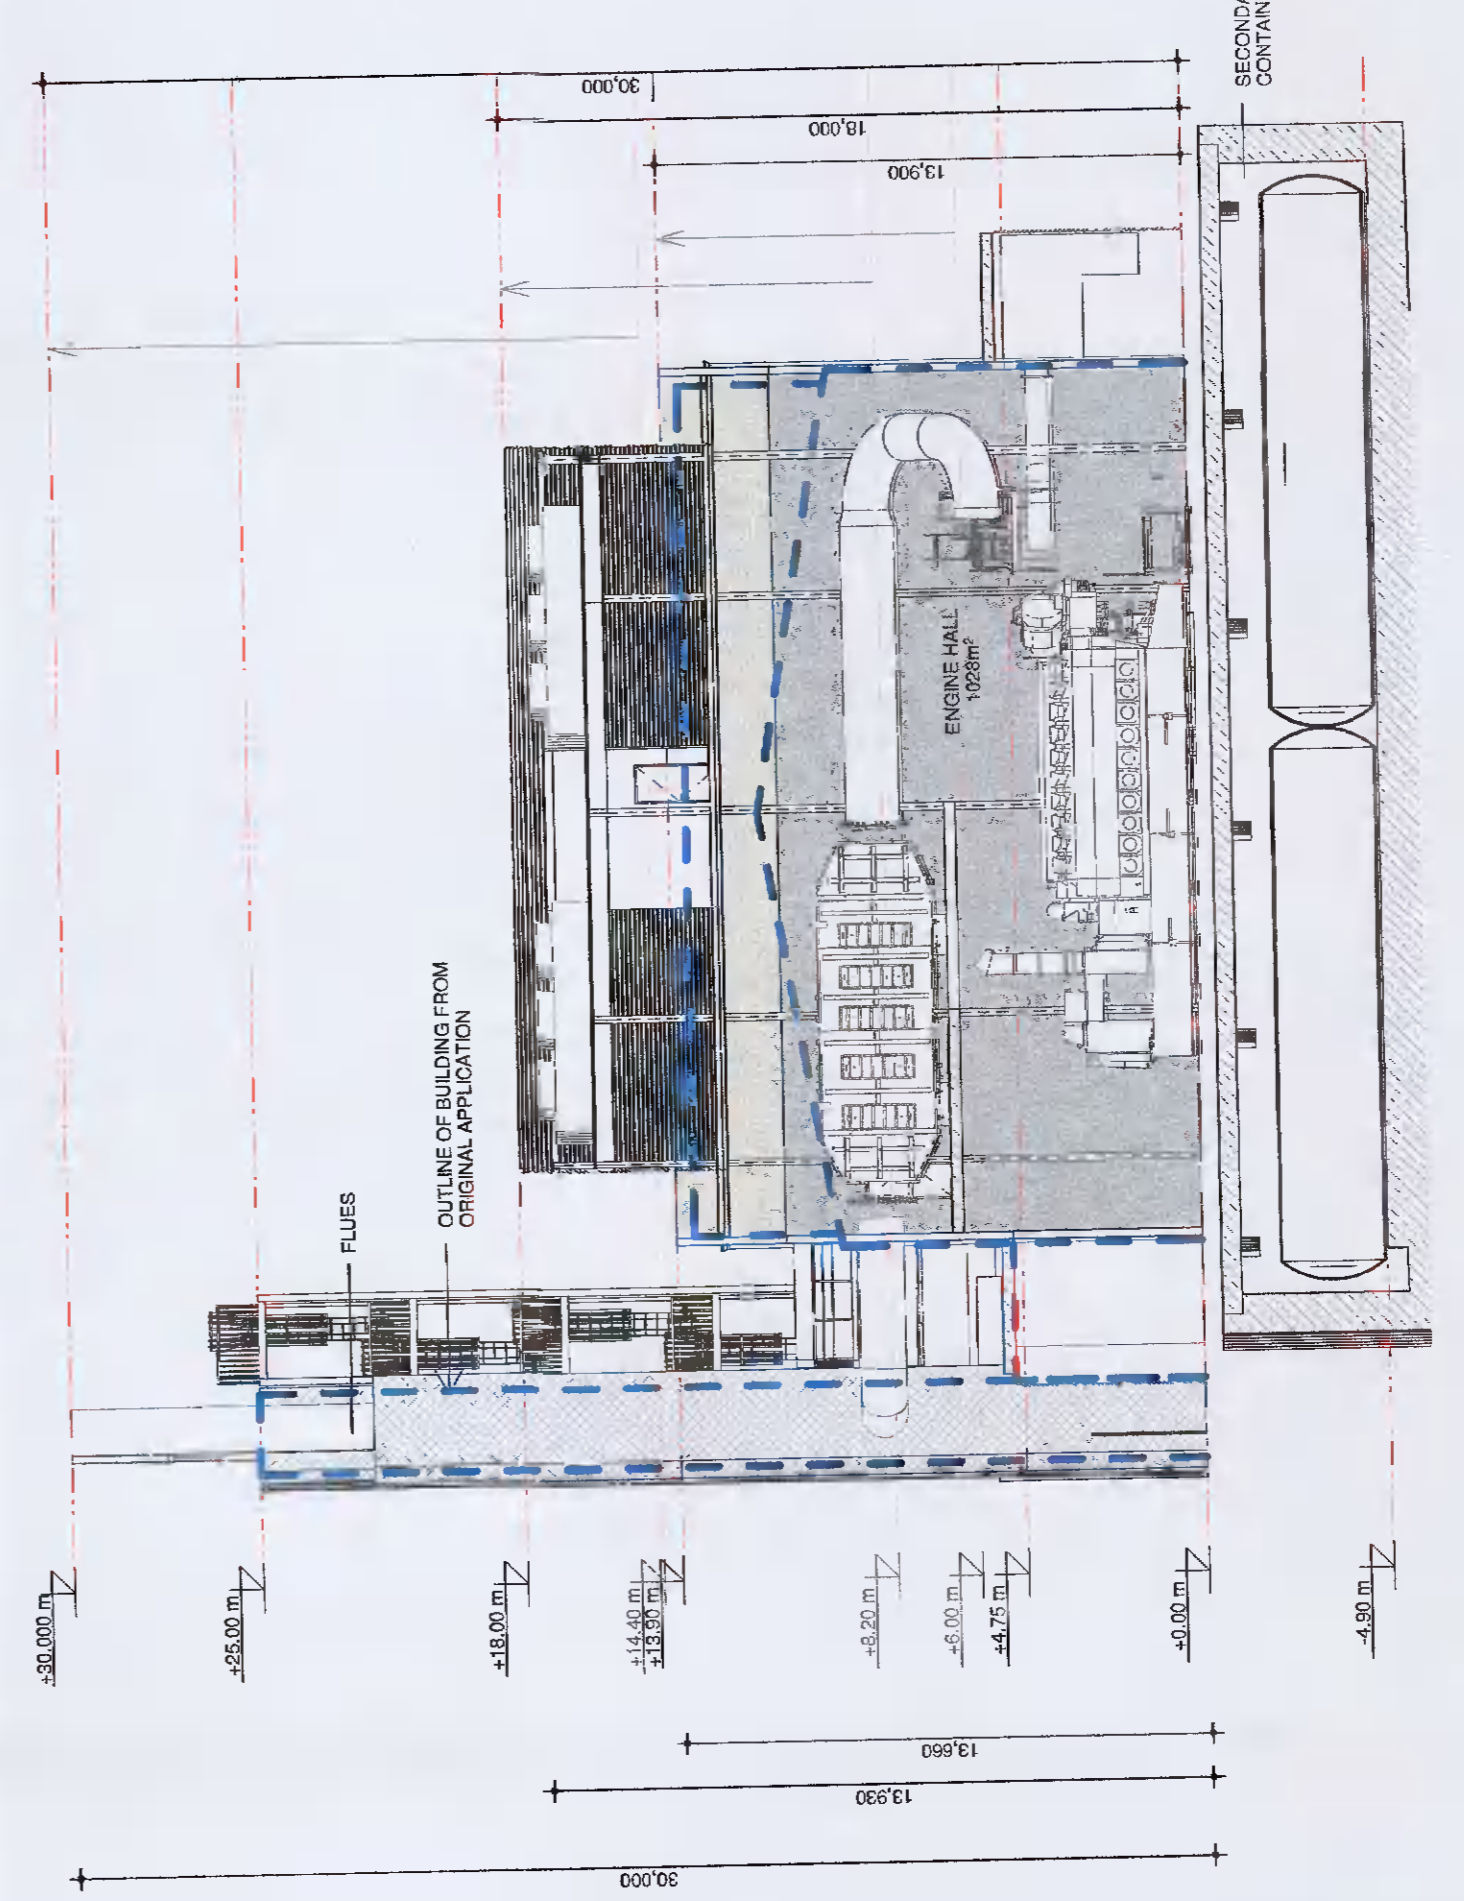 30,000
18,000
13,900
SECONDA
CONTAIN
ENGINE HALL
1028m²
OUTLINE OF BUILDING FROM
ORIGINAL APPLICATION
FLUES
+30.000 m
+25.00 m
+18.00 m
+14.40 m
+13.90 m
+8.20 m
+6.00 m
+4.75 m
+0.00 m
-4.90 m
13,660
13,930
30,000